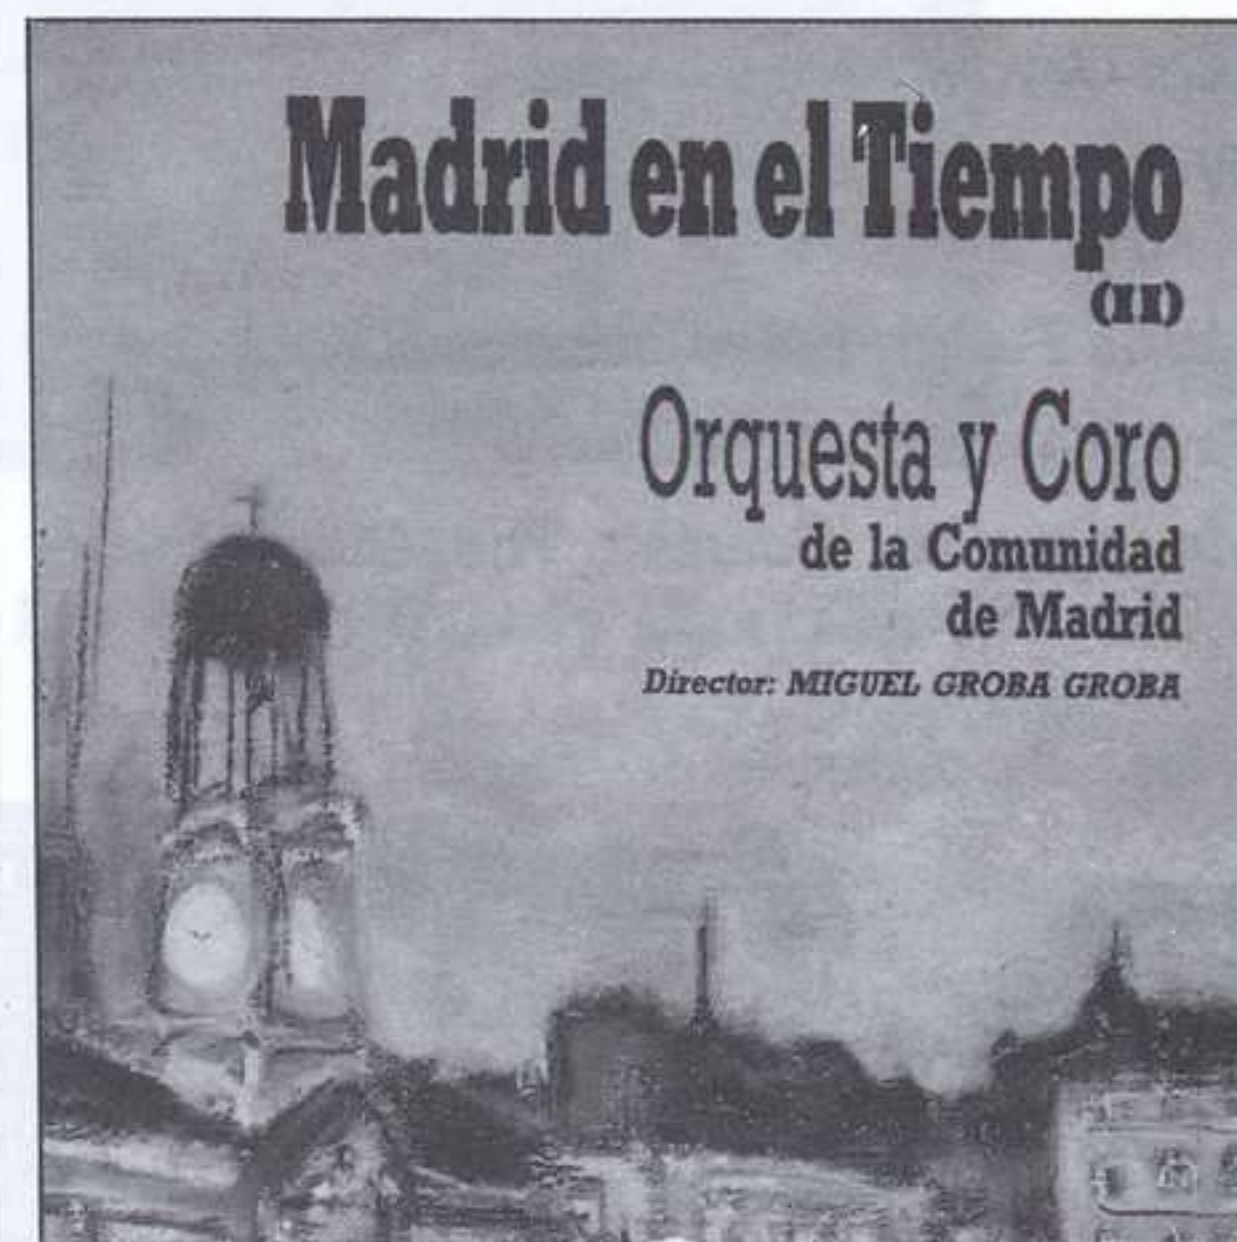 Madrid en el Tiempo
(II)
Orquesta y Coro
de la Comunidad
de Madrid
Director: MIGUEL GROBA GROBA